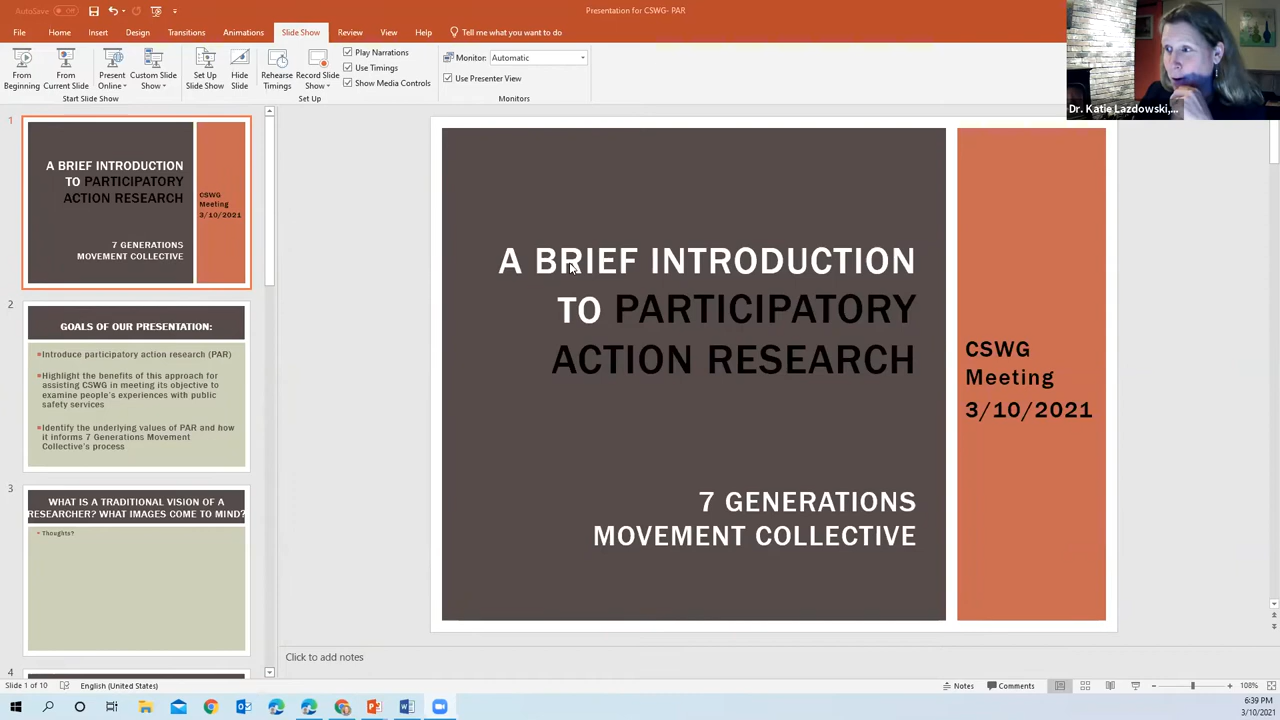 AutoSave Off
Presentation for CSWG- PAR
File Home Insert Design Transitions Animations Slide Show Review View Help Tell me what you want to do
From Beginning
From Current Slide
Present Online
Custom Slide Show
Start Slide Show
Set Up Slide Show
Hide Slide
Rehearse Timings
Record Slide Show
Play Narrations
Use Timings
Show Media Controls
Set Up
Monitor: Automatic
Use Presenter View
Monitors
Dr. Katie Lazdowski,...
1
A BRIEF INTRODUCTION
TO PARTICIPATORY
ACTION RESEARCH
7 GENERATIONS
MOVEMENT COLLECTIVE
CSWG
Meeting
3/10/2021
2
GOALS OF OUR PRESENTATION:
Introduce participatory action research (PAR)
Highlight the benefits of this approach for
assisting CSWG in meeting its objective to
examine people's experiences with public
safety services
Identify the underlying values of PAR and how
it informs 7 Generations Movement
Collective's process
3
WHAT IS A TRADITIONAL VISION OF A
RESEARCHER? WHAT IMAGES COME TO MIND?
Thoughts?
4
A BRIEF INTRODUCTION
TO PARTICIPATORY
ACTION RESEARCH
7 GENERATIONS
MOVEMENT COLLECTIVE
CSWG
Meeting
3/10/2021
Click to add notes
Slide 1 of 10 English (United States) Notes Comments 108%
6:39 PM
3/10/2021